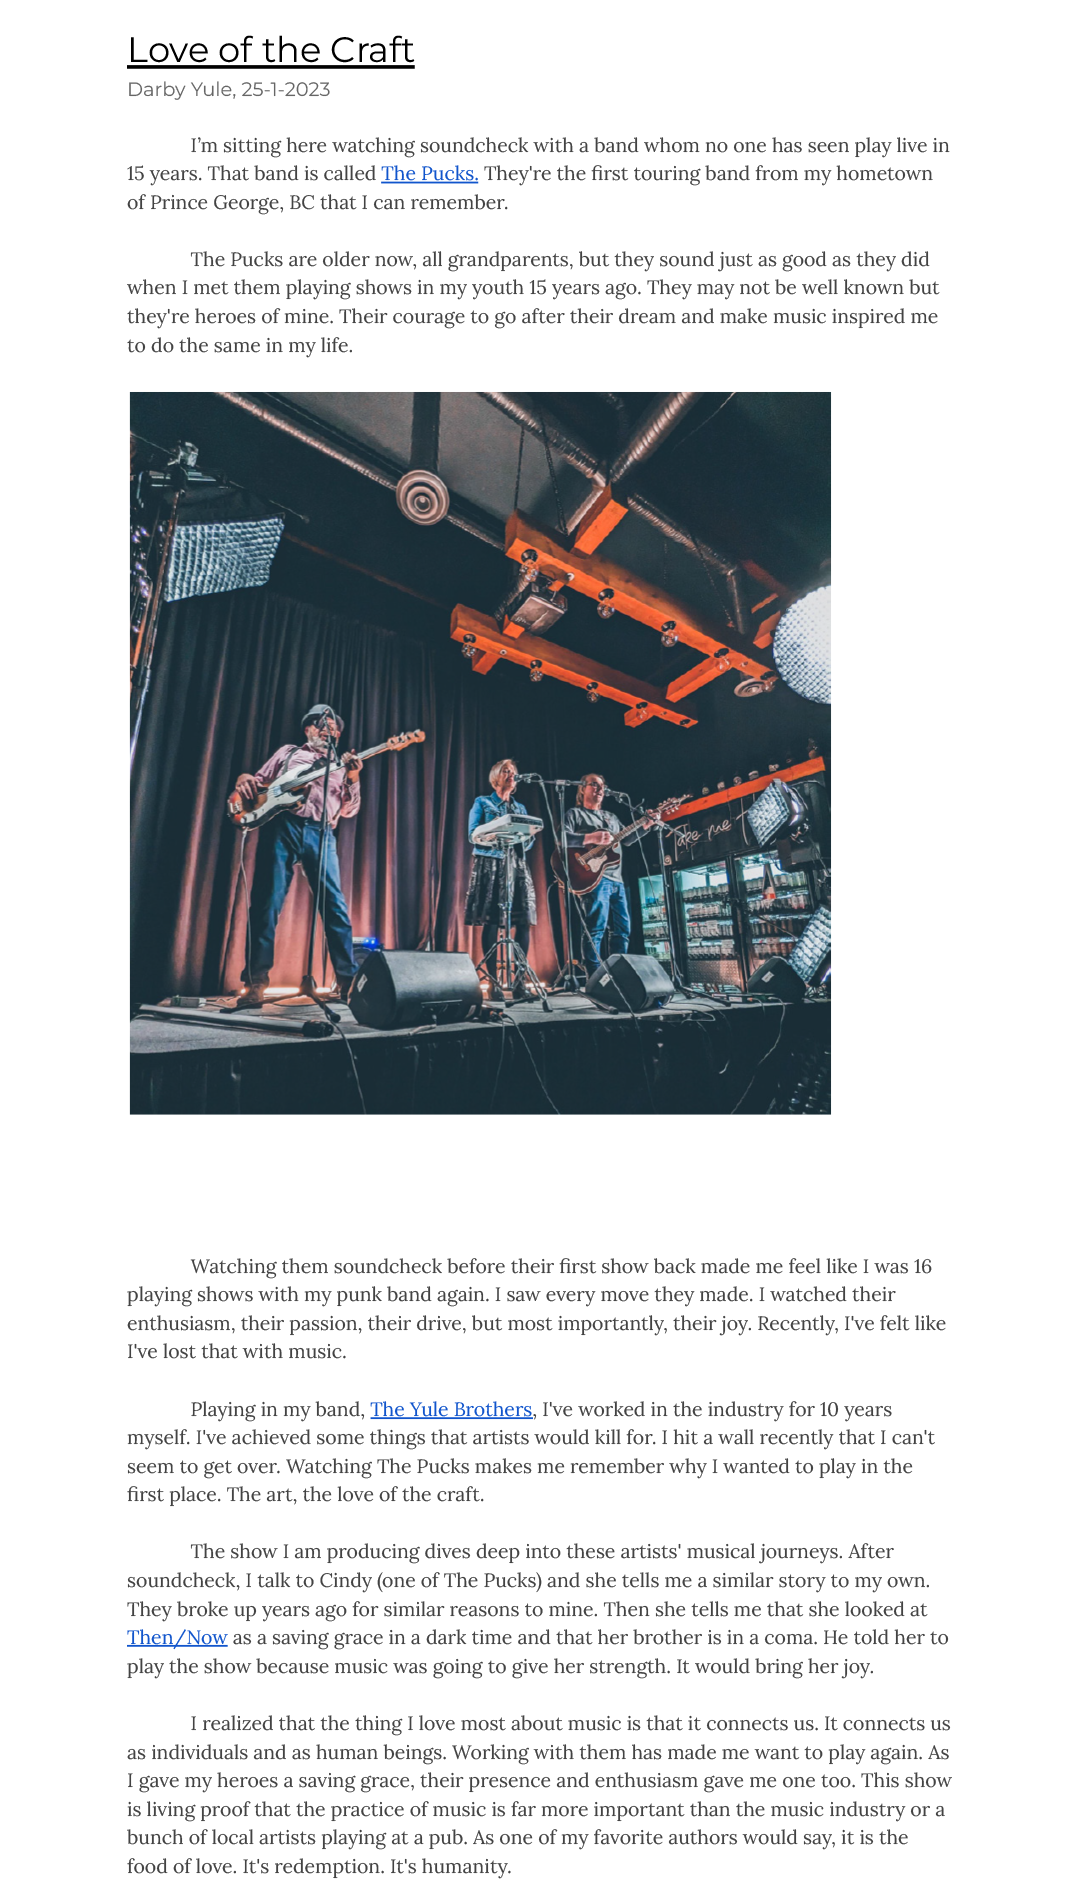 Love of the Craft
Darby Yule, 25-1-2023
I’m sitting here watching soundcheck with a band whom no one has seen play live in
15 years. That band is called The Pucks. They're the first touring band from my hometown
of Prince George, BC that I can remember.
The Pucks are older now, all grandparents, but they sound just as good as they did
when I met them playing shows in my youth 15 years ago. They may not be well known but
they're heroes of mine. Their courage to go after their dream and make music inspired me
to do the same in my life.
Take me
Watching them soundcheck before their first show back made me feel like I was 16
playing shows with my punk band again. I saw every move they made. I watched their
enthusiasm, their passion, their drive, but most importantly, their joy. Recently, I've felt like
I've lost that with music.
Playing in my band, The Yule Brothers, I've worked in the industry for 10 years
myself. I've achieved some things that artists would kill for. I hit a wall recently that I can't
seem to get over. Watching The Pucks makes me remember why I wanted to play in the
first place. The art, the love of the craft.
The show I am producing dives deep into these artists' musical journeys. After
soundcheck, I talk to Cindy (one of The Pucks) and she tells me a similar story to my own.
They broke up years ago for similar reasons to mine. Then she tells me that she looked at
Then/Now as a saving grace in a dark time and that her brother is in a coma. He told her to
play the show because music was going to give her strength. It would bring her joy.
I realized that the thing I love most about music is that it connects us. It connects us
as individuals and as human beings. Working with them has made me want to play again. As
I gave my heroes a saving grace, their presence and enthusiasm gave me one too. This show
is living proof that the practice of music is far more important than the music industry or a
bunch of local artists playing at a pub. As one of my favorite authors would say, it is the
food of love. It's redemption. It's humanity.